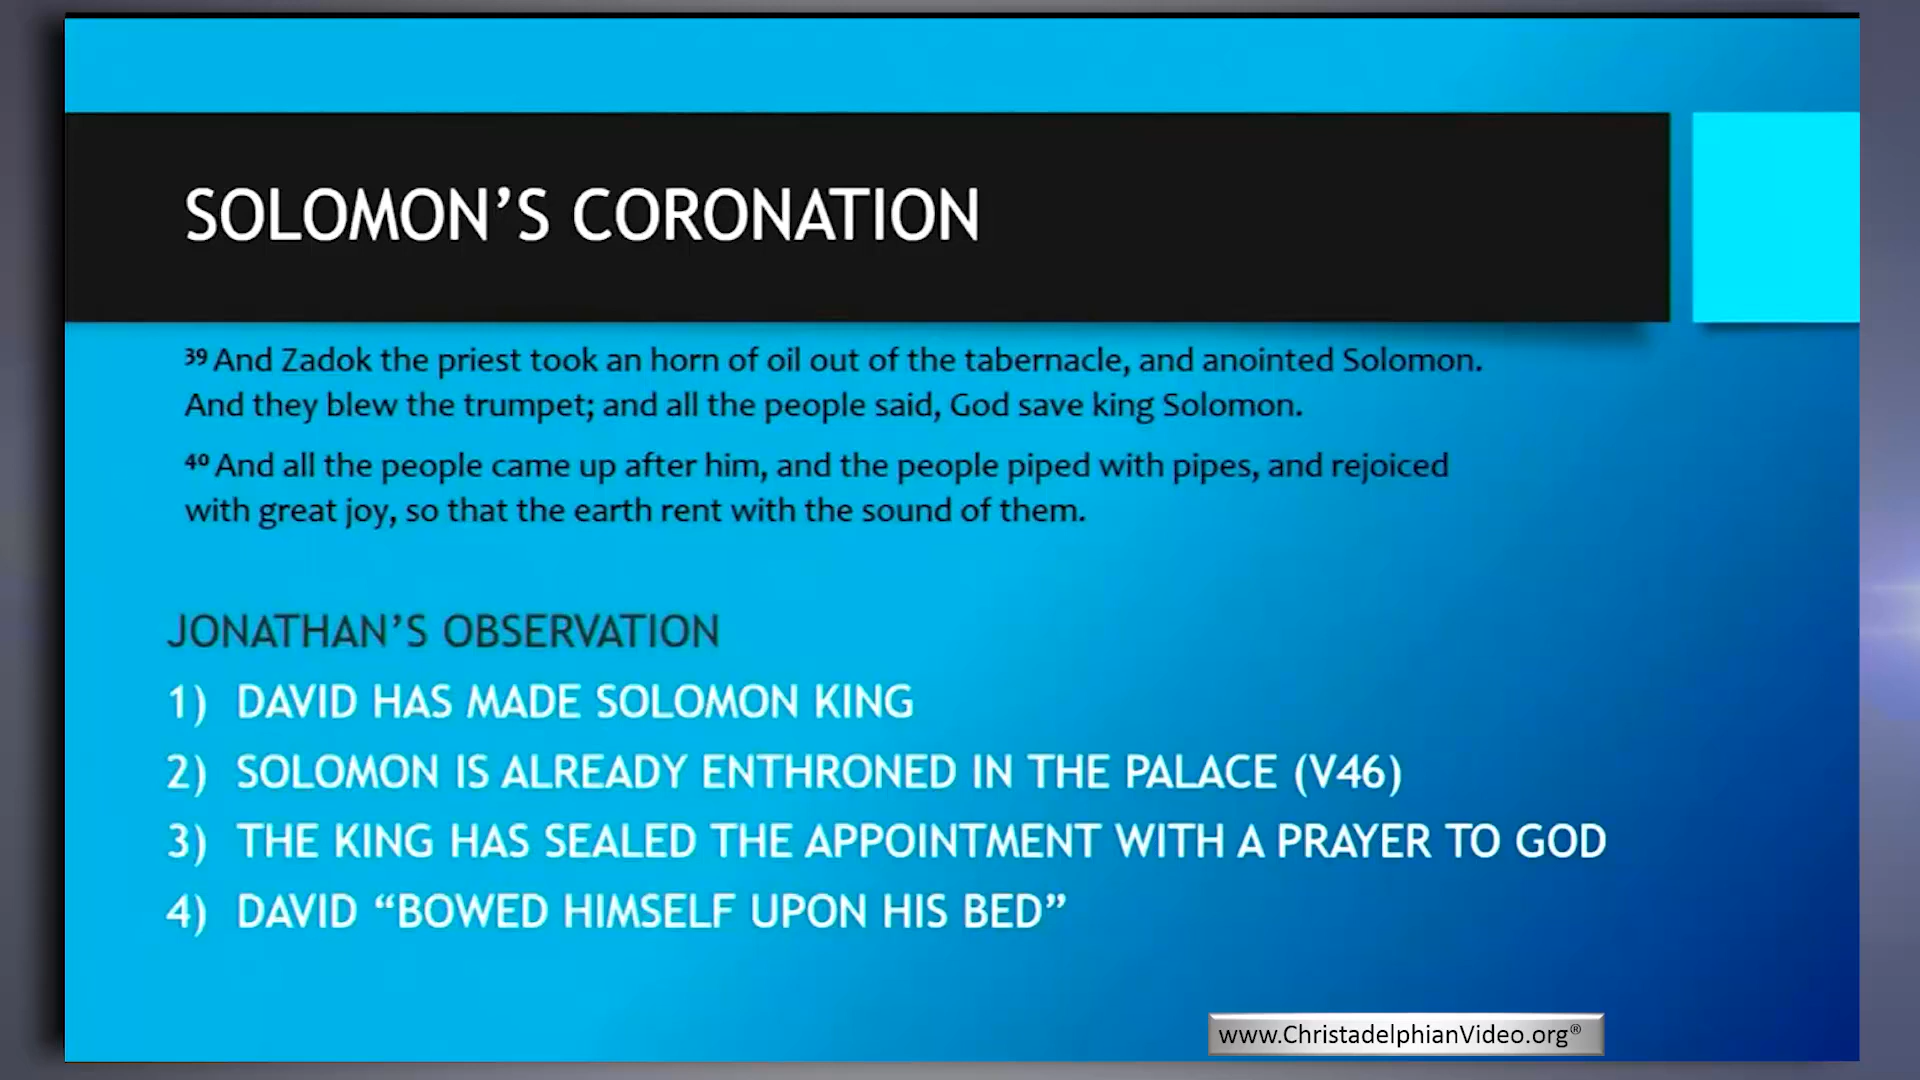 SOLOMON’S CORONATION
39 And Zadok the priest took an horn of oil out of the tabernacle, and anointed Solomon.
And they blew the trumpet; and all the people said, God save king Solomon.
40 And all the people came up after him, and the people piped with pipes, and rejoiced
with great joy, so that the earth rent with the sound of them.
JONATHAN’S OBSERVATION
1) DAVID HAS MADE SOLOMON KING
2) SOLOMON IS ALREADY ENTHRONED IN THE PALACE (V46)
3) THE KING HAS SEALED THE APPOINTMENT WITH A PRAYER TO GOD
4) DAVID “BOWED HIMSELF UPON HIS BED”
www.ChristadelphianVideo.org®